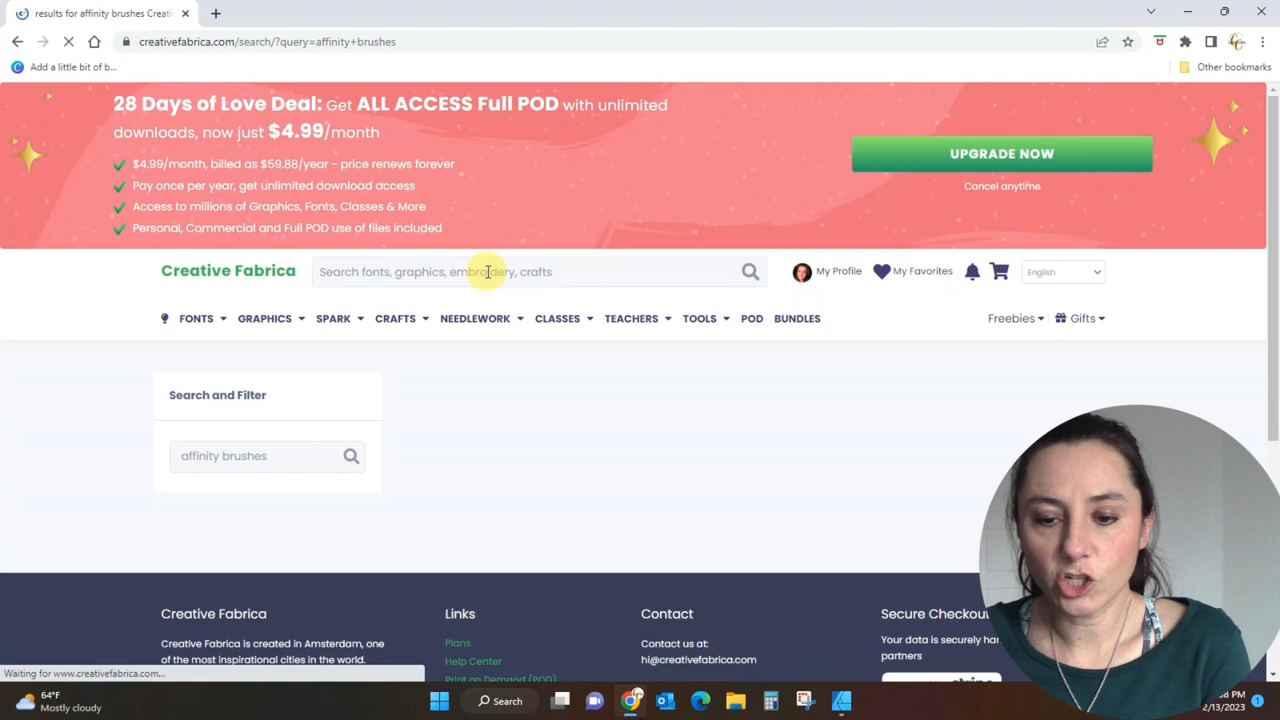 results for affinity brushes Creati
creativefabrica.com/search/?query=affinity+brushes
Add a little bit of b...
Other bookmarks
28 Days of Love Deal: Get ALL ACCESS Full POD with unlimited
downloads, now just $4.99/month
$4.99/month, billed as $59.88/year - price renews forever
Pay once per year, get unlimited download access
Access to millions of Graphics, Fonts, Classes & More
Personal, Commercial and Full POD use of files included
UPGRADE NOW
Cancel anytime
Creative Fabrica
Search fonts, graphics, embroidery, crafts
My Profile
My Favorites
English
FONTS
GRAPHICS
SPARK
CRAFTS
NEEDLEWORK
CLASSES
TEACHERS
TOOLS
POD
BUNDLES
Freebies
Gifts
Search and Filter
affinity brushes
Creative Fabrica
Creative Fabrica is created in Amsterdam, one
of the most inspirational cities in the world.
Links
Plans
Help Center
Print on Demand (POD)
Contact
Contact us at:
hi@creativefabrica.com
Secure Checkou
Your data is securely ha
partners
Waiting for www.creativefabrica.com...
64°F
Mostly cloudy
Search
2/13/2023